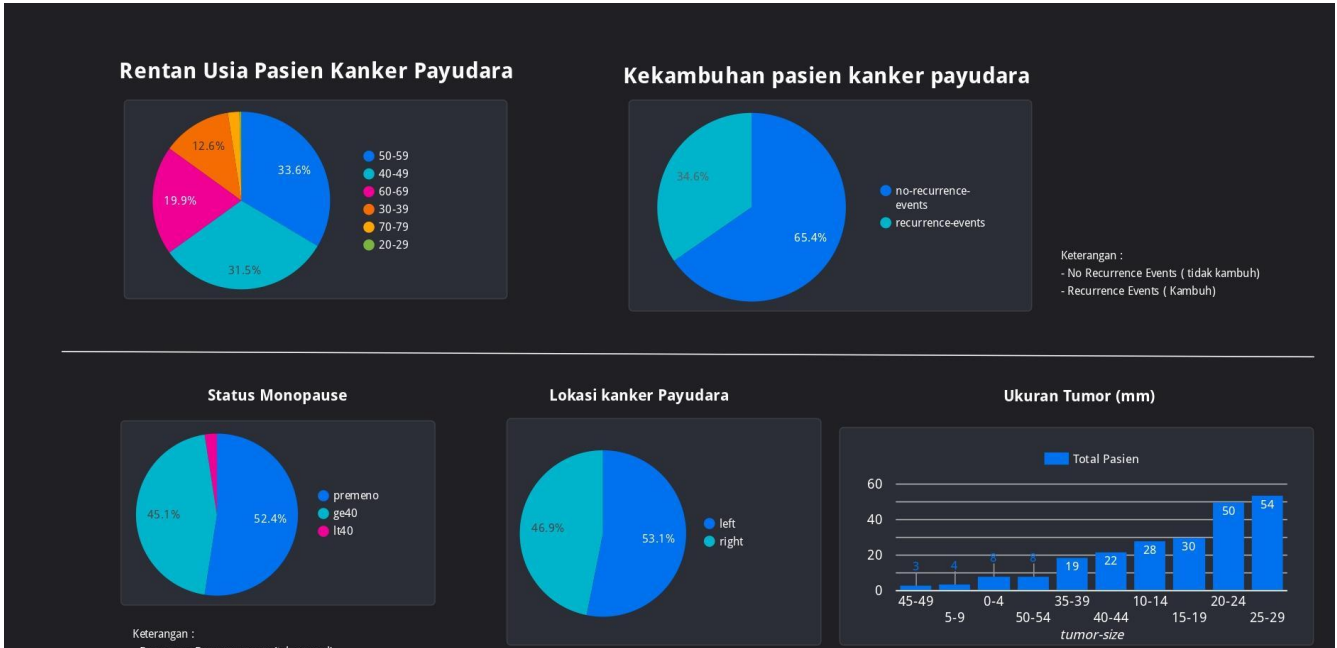 Rentan Usia Pasien Kanker Payudara
33.6%
31.5%
19.9%
12.6%
50-59
40-49
60-69
30-39
70-79
20-29
Kekambuhan pasien kanker payudara
34.6%
65.4%
no-recurrence-
events
recurrence-events
Keterangan :
- No Recurrence Events ( tidak kambuh)
- Recurrence Events ( Kambuh)
Status Monopause
45.1%
52.4%
premeno
ge40
lt40
Keterangan :
Lokasi kanker Payudara
46.9%
53.1%
left
right
Ukuran Tumor (mm)
Total Pasien
60
40
20
0
3
4
8
8
19
22
28
30
50
54
45-49
5-9
0-4
50-54
35-39
40-44
10-14
15-19
20-24
25-29
tumor-size